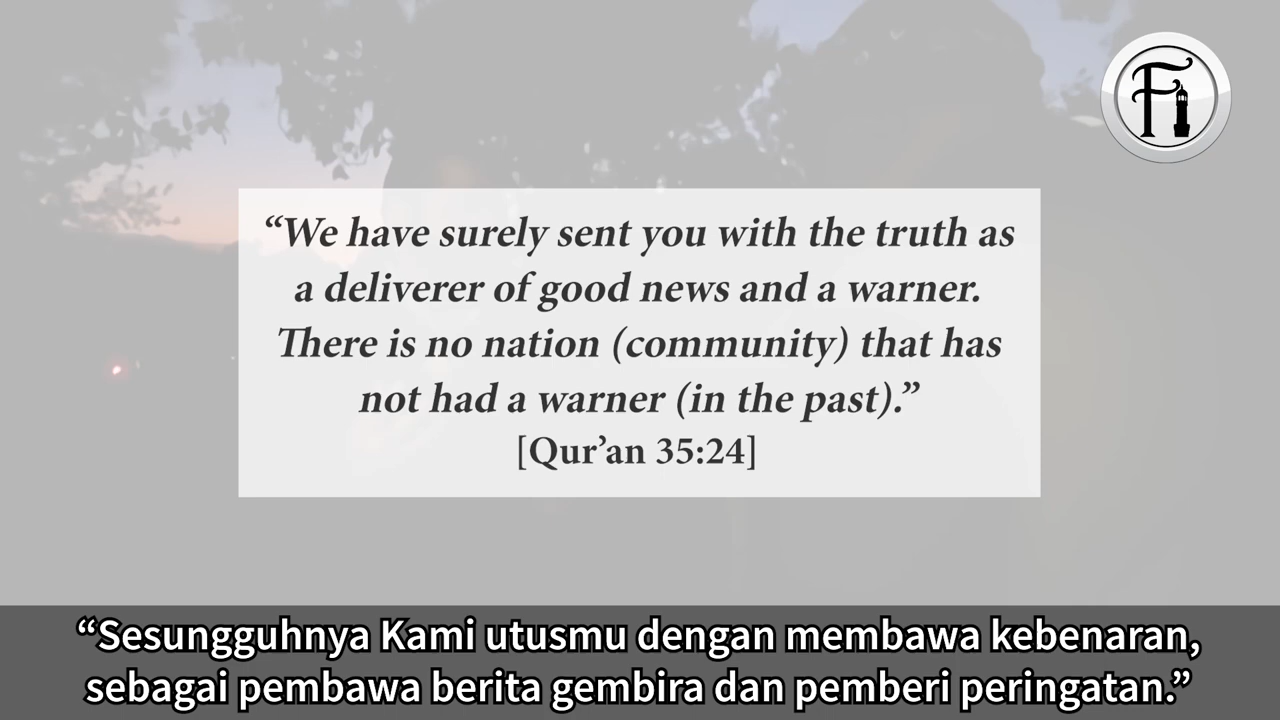 Fi
“We have surely sent you with the truth as
a deliverer of good news and a warner.
There is no nation (community) that has
not had a warner (in the past).”
[Qur’an 35:24]
“Sesungguhnya Kami utusmu dengan membawa kebenaran,
sebagai pembawa berita gembira dan pemberi peringatan.”